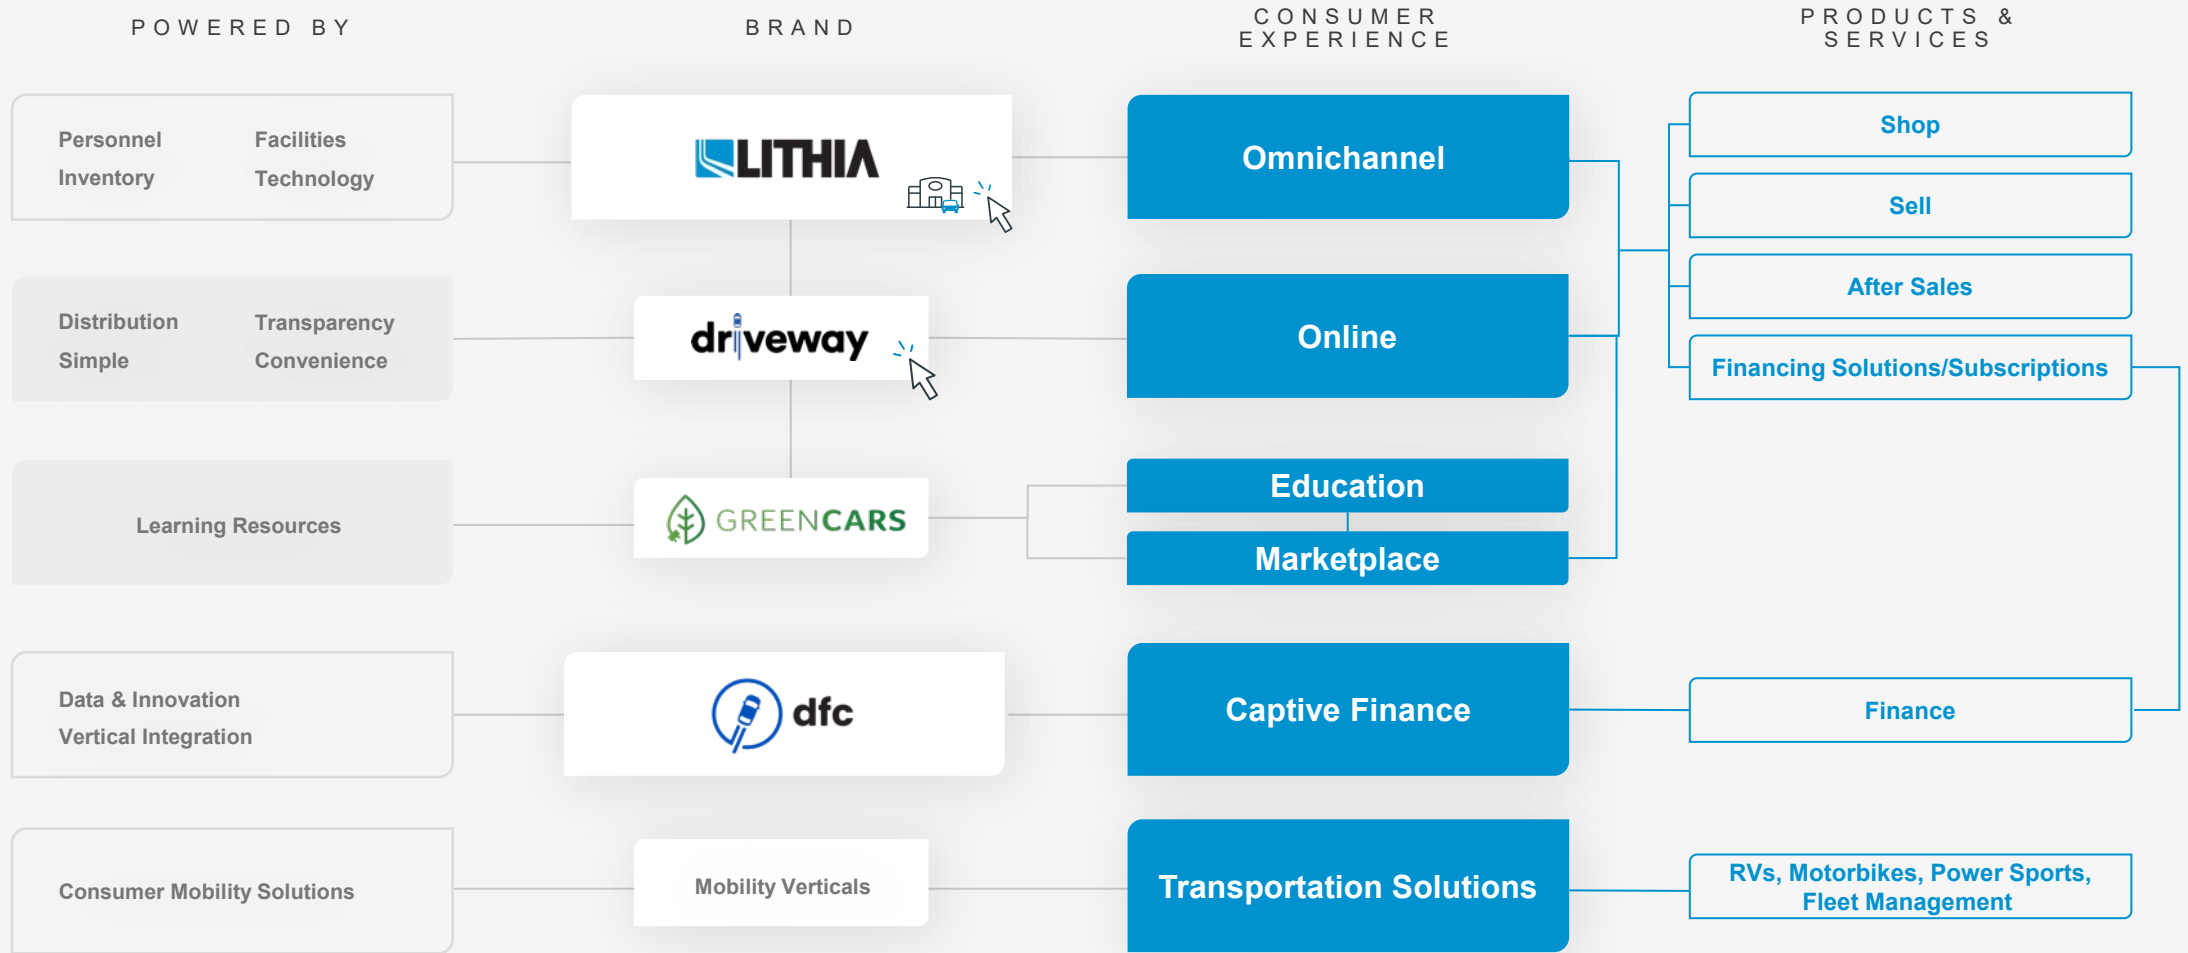 POWERED BY
BRAND
CONSUMER
EXPERIENCE
PRODUCTS &
SERVICES
Personnel Facilities
Inventory Technology
LITHIA
Omnichannel
Shop
Sell
After Sales
Financing Solutions/Subscriptions
Distribution Transparency
Simple Convenience
driveway
Online
Learning Resources
GREENCARS
Education
Marketplace
Data & Innovation
Vertical Integration
dfc
Captive Finance
Finance
Consumer Mobility Solutions
Mobility Verticals
Transportation Solutions
RVs, Motorbikes, Power Sports,
Fleet Management